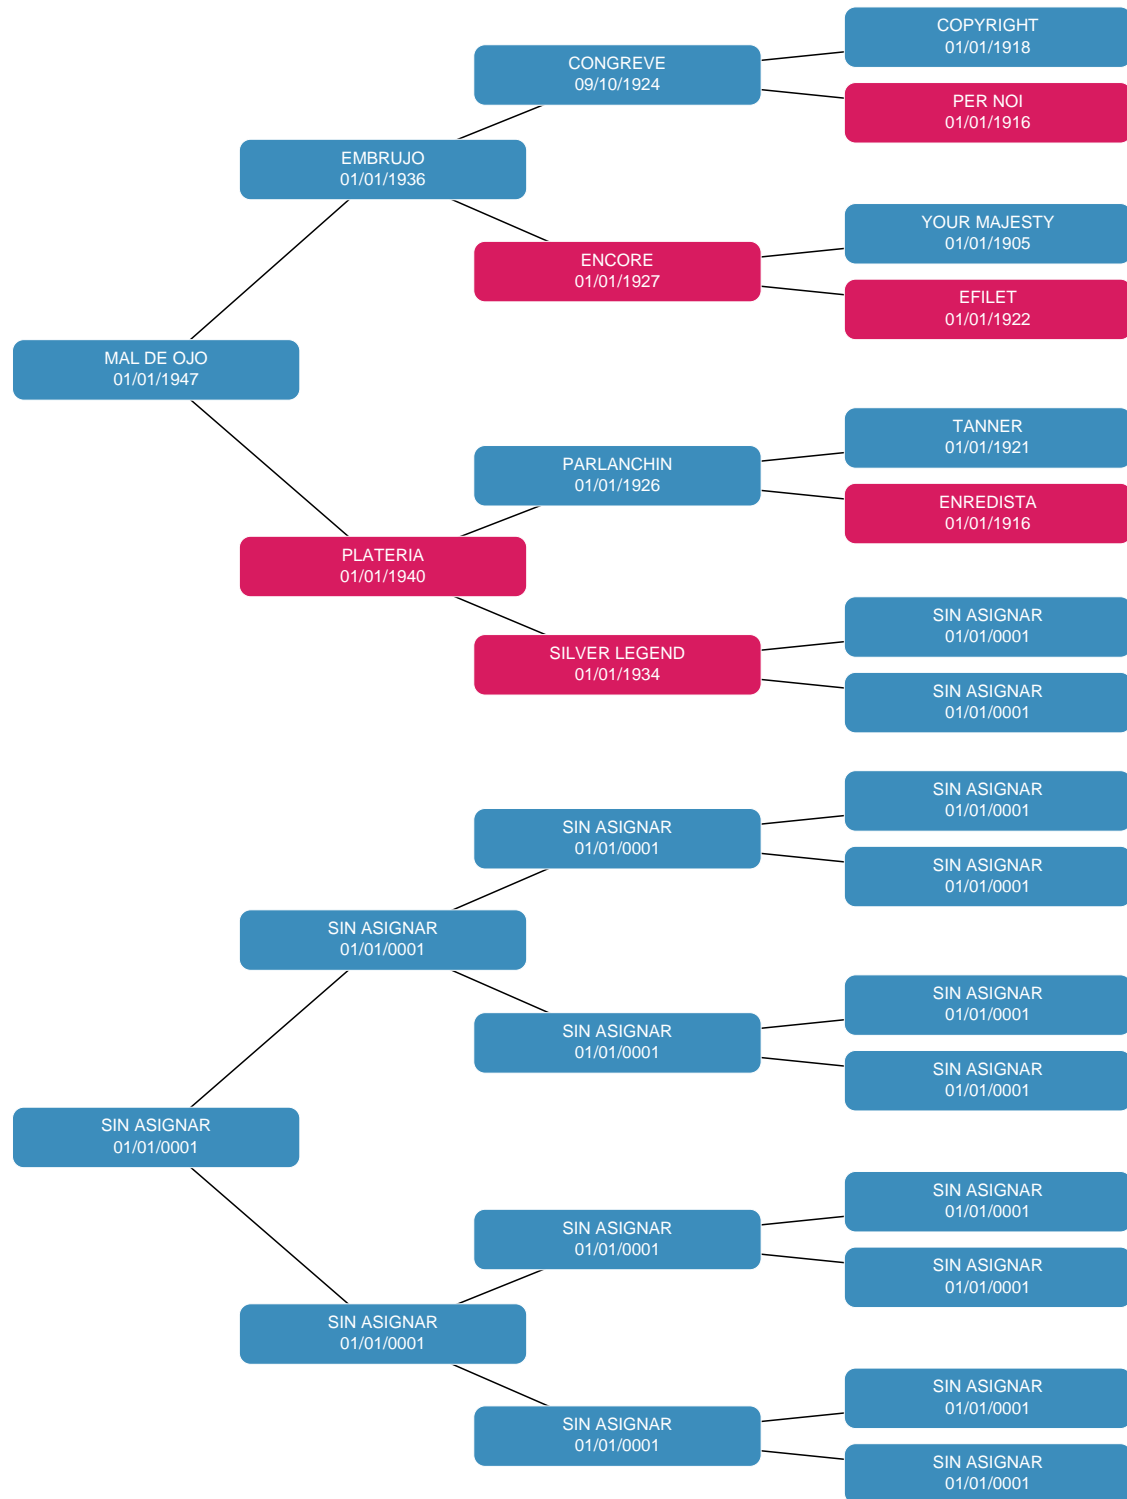 COPYRIGHT
01/01/1918
CONGREVE
09/10/1924
PER NOI
01/01/1916
EMBRUJO
01/01/1936
YOUR MAJESTY
01/01/1905
ENCORE
01/01/1927
EFILET
01/01/1922
MAL DE OJO
01/01/1947
TANNER
01/01/1921
PARLANCHIN
01/01/1926
ENREDISTA
01/01/1916
PLATERIA
01/01/1940
SIN ASIGNAR
01/01/0001
SILVER LEGEND
01/01/1934
SIN ASIGNAR
01/01/0001
SIN ASIGNAR
01/01/0001
SIN ASIGNAR
01/01/0001
SIN ASIGNAR
01/01/0001
SIN ASIGNAR
01/01/0001
SIN ASIGNAR
01/01/0001
SIN ASIGNAR
01/01/0001
SIN ASIGNAR
01/01/0001
SIN ASIGNAR
01/01/0001
SIN ASIGNAR
01/01/0001
SIN ASIGNAR
01/01/0001
SIN ASIGNAR
01/01/0001
SIN ASIGNAR
01/01/0001
SIN ASIGNAR
01/01/0001
SIN ASIGNAR
01/01/0001
SIN ASIGNAR
01/01/0001